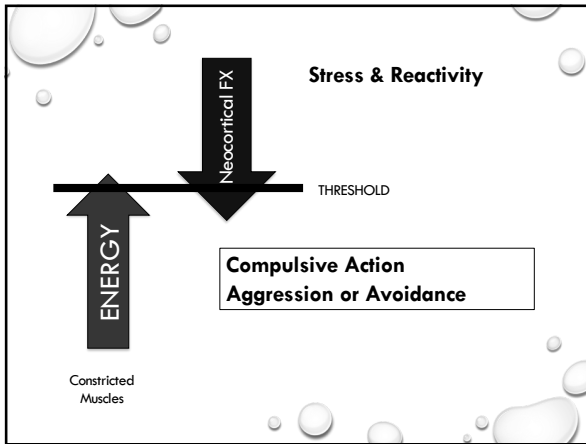 Stress & Reactivity
Neocortical FX
THRESHOLD
ENERGY
Compulsive Action
Aggression or Avoidance
Constricted
Muscles